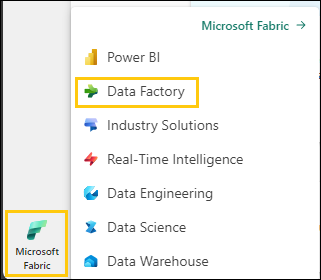 Microsoft Fabric →
Power BI
Data Factory
Industry Solutions
Real-Time Intelligence
Data Engineering
Data Science
Data Warehouse
Microsoft
Fabric